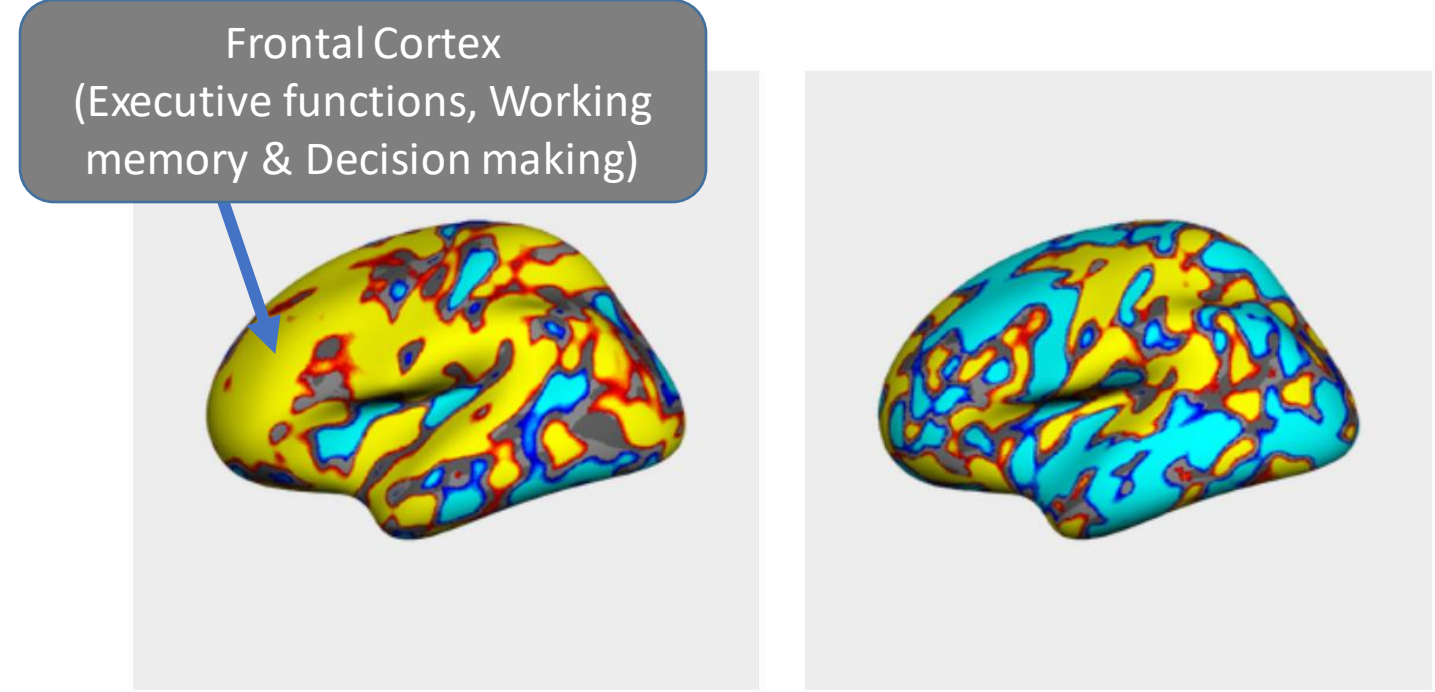 Frontal Cortex
(Executive functions, Working
memory & Decision making)